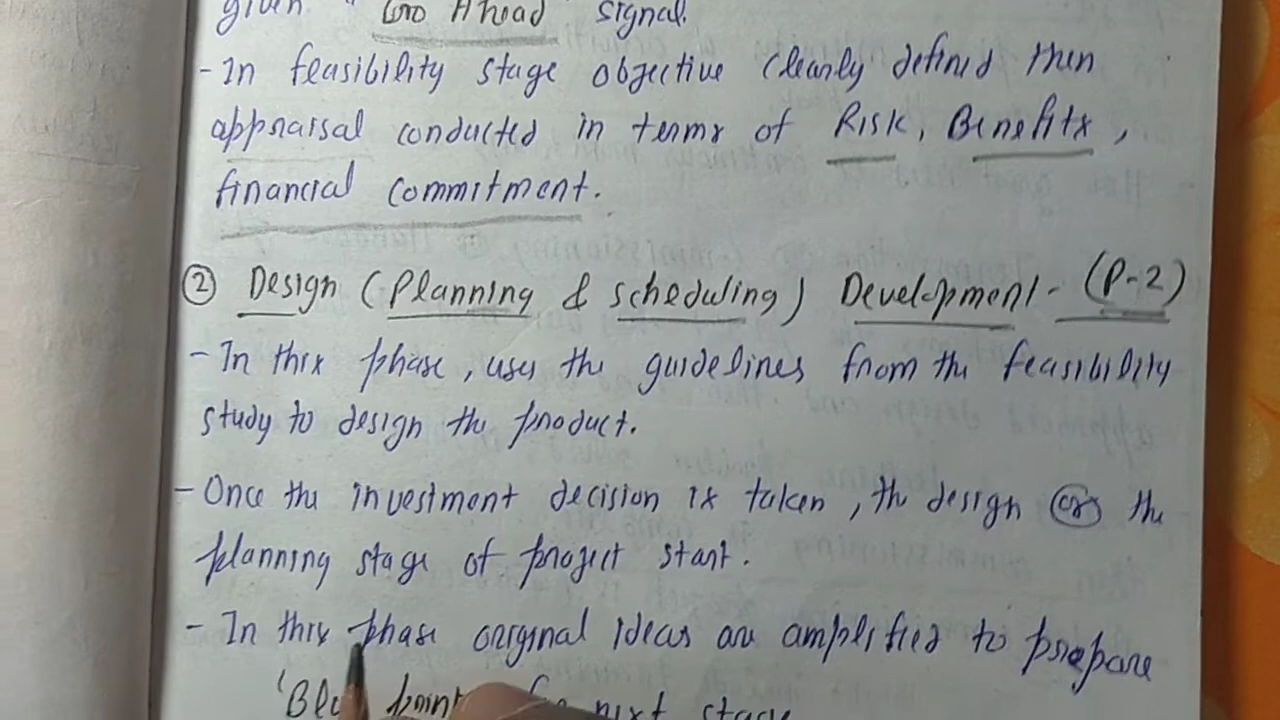 given "Go Ahead" signal.
- In feasibility stage objective clearly defined then
appraisal conducted in terms of Risk, Benefits,
financial commitment.
② Design (Planning & scheduling) Development - (P-2)
- In this phase, uses the guidelines from the feasibility
study to design the product.
- Once the investment decision is taken, the design or the
planning stage of project start.
- In this phase original ideas are amplified to prepare
next stage